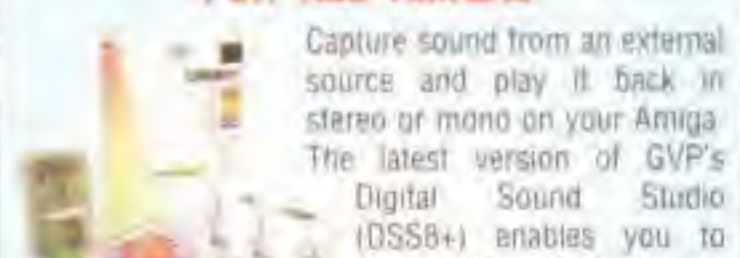 Capture sound from an external
source and play it back in
stereo or mono on your Amiga
The latest version of GVP's
Digital Sound Studio
(DSS8+) enables you to